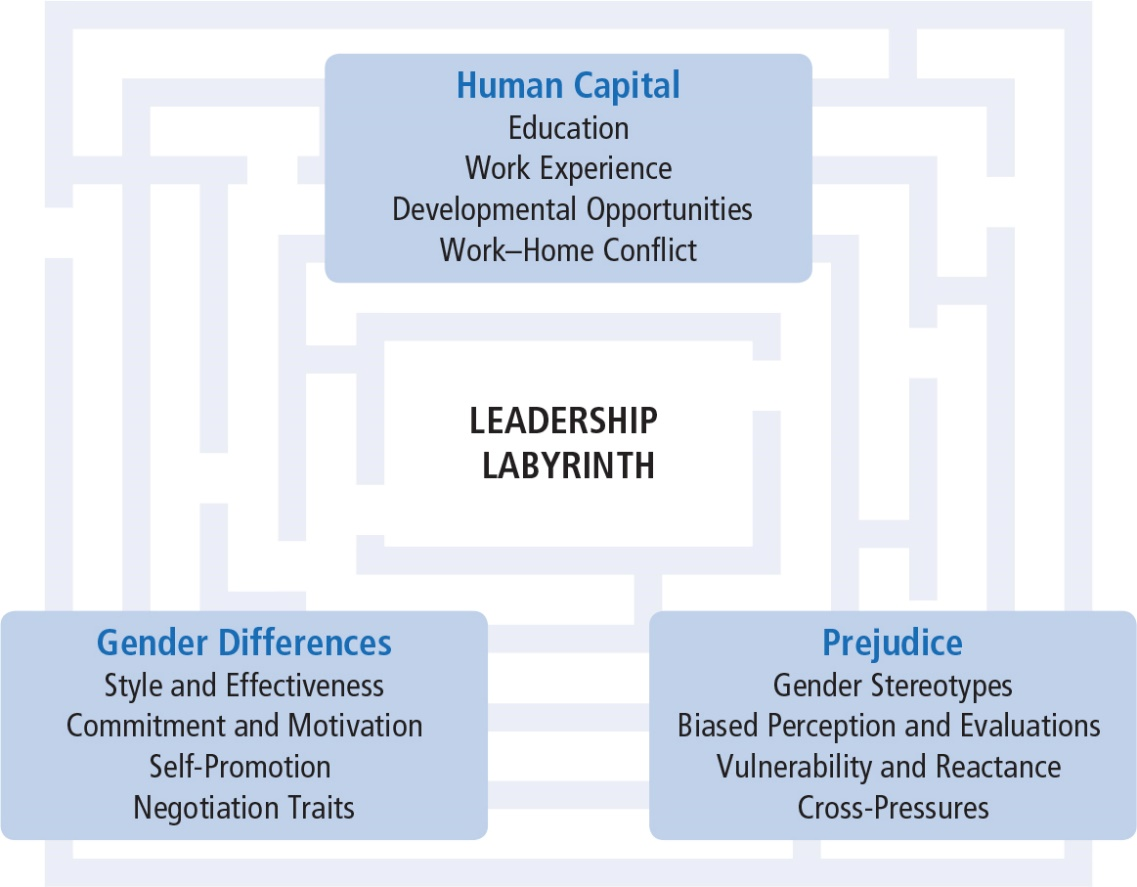 Human Capital
Education
Work Experience
Developmental Opportunities
Work–Home Conflict
LEADERSHIP
LABYRINTH
Gender Differences
Style and Effectiveness
Commitment and Motivation
Self-Promotion
Negotiation Traits
Prejudice
Gender Stereotypes
Biased Perception and Evaluations
Vulnerability and Reactance
Cross-Pressures